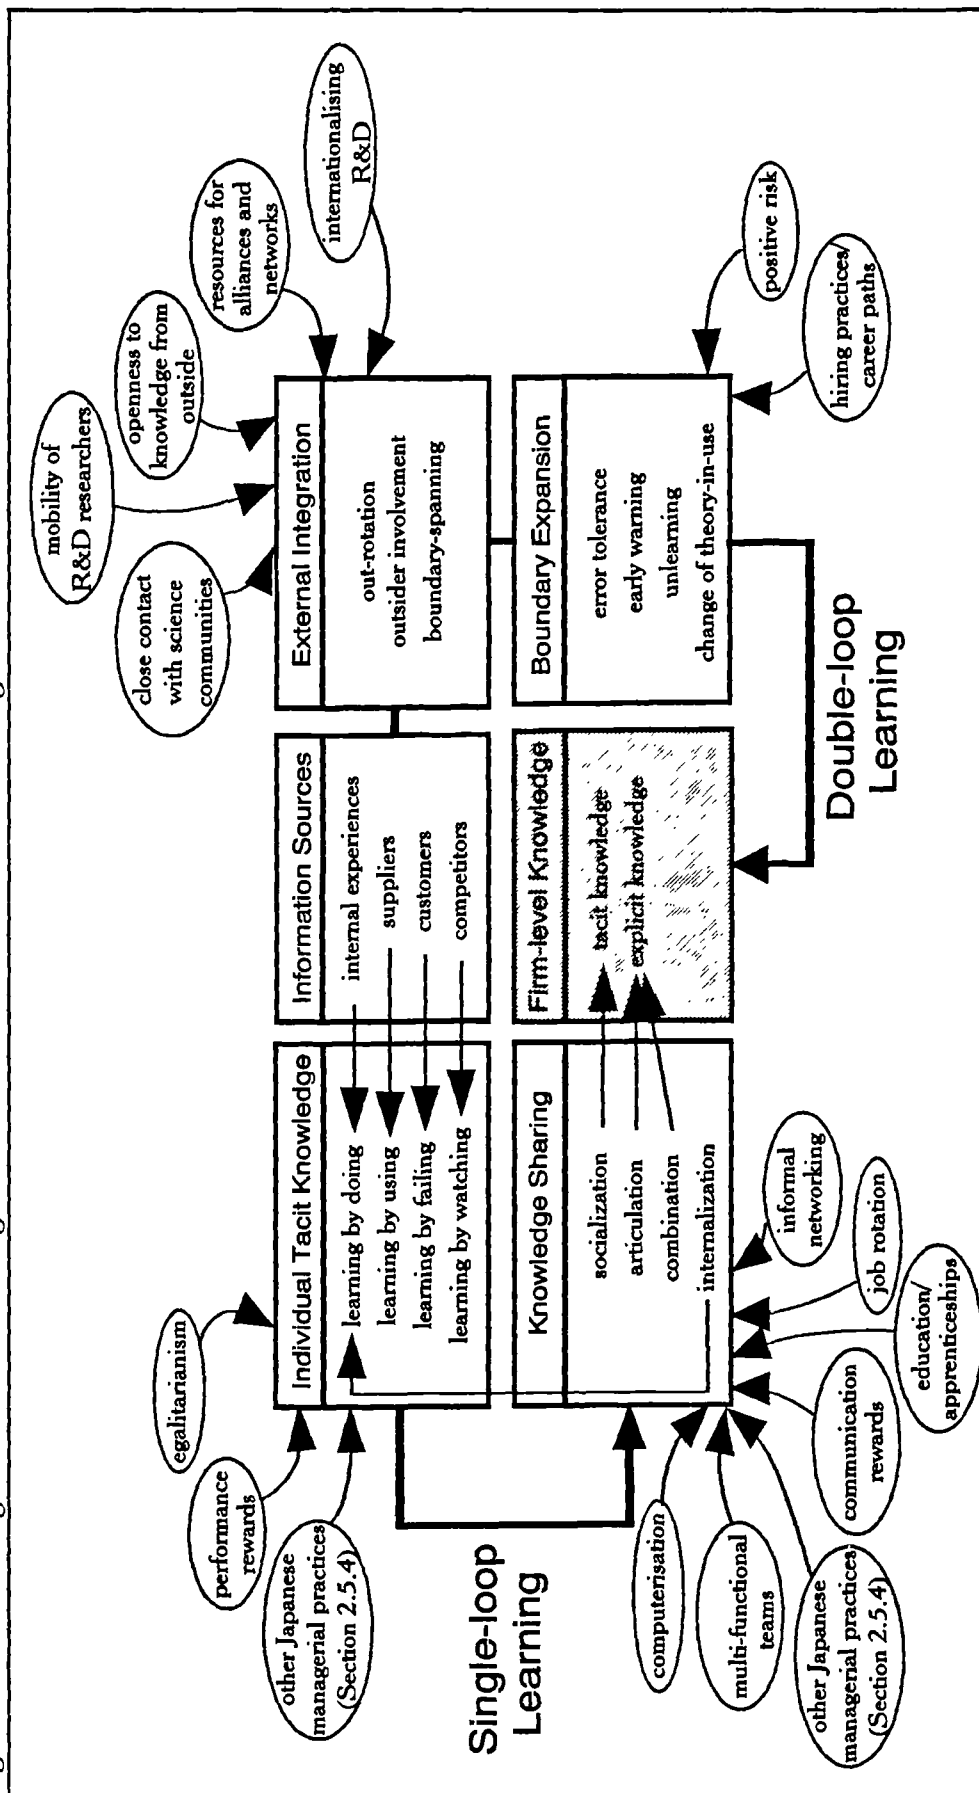 egalitarianism
performance
rewards
other Japanese
managerial practices
(Section 2.5.4)
mobility of
R&D researchers
close contact
with science
communities
openness to
knowledge from
outside
resources for
alliances and
networks
internationalising
R&D
Individual Tacit Knowledge
learning by doing
learning by using
learning by failing
learning by watching
Information Sources
internal experiences
suppliers
customers
competitors
External Integration
out-rotation
outsider involvement
boundary-spanning
Single-loop
Learning
Knowledge Sharing
socialization
articulation
combination
internalization
Firm-level Knowledge
tacit knowledge
explicit knowledge
Boundary Expansion
error tolerance
early warning
unlearning
change of theory-in-use
Double-loop
Learning
computerisation
multi-functional
teams
other Japanese
managerial practices
(Section 2.5.4)
communication
rewards
education/
apprenticeships
job rotation
informal
networking
positive risk
hiring practices/
career paths